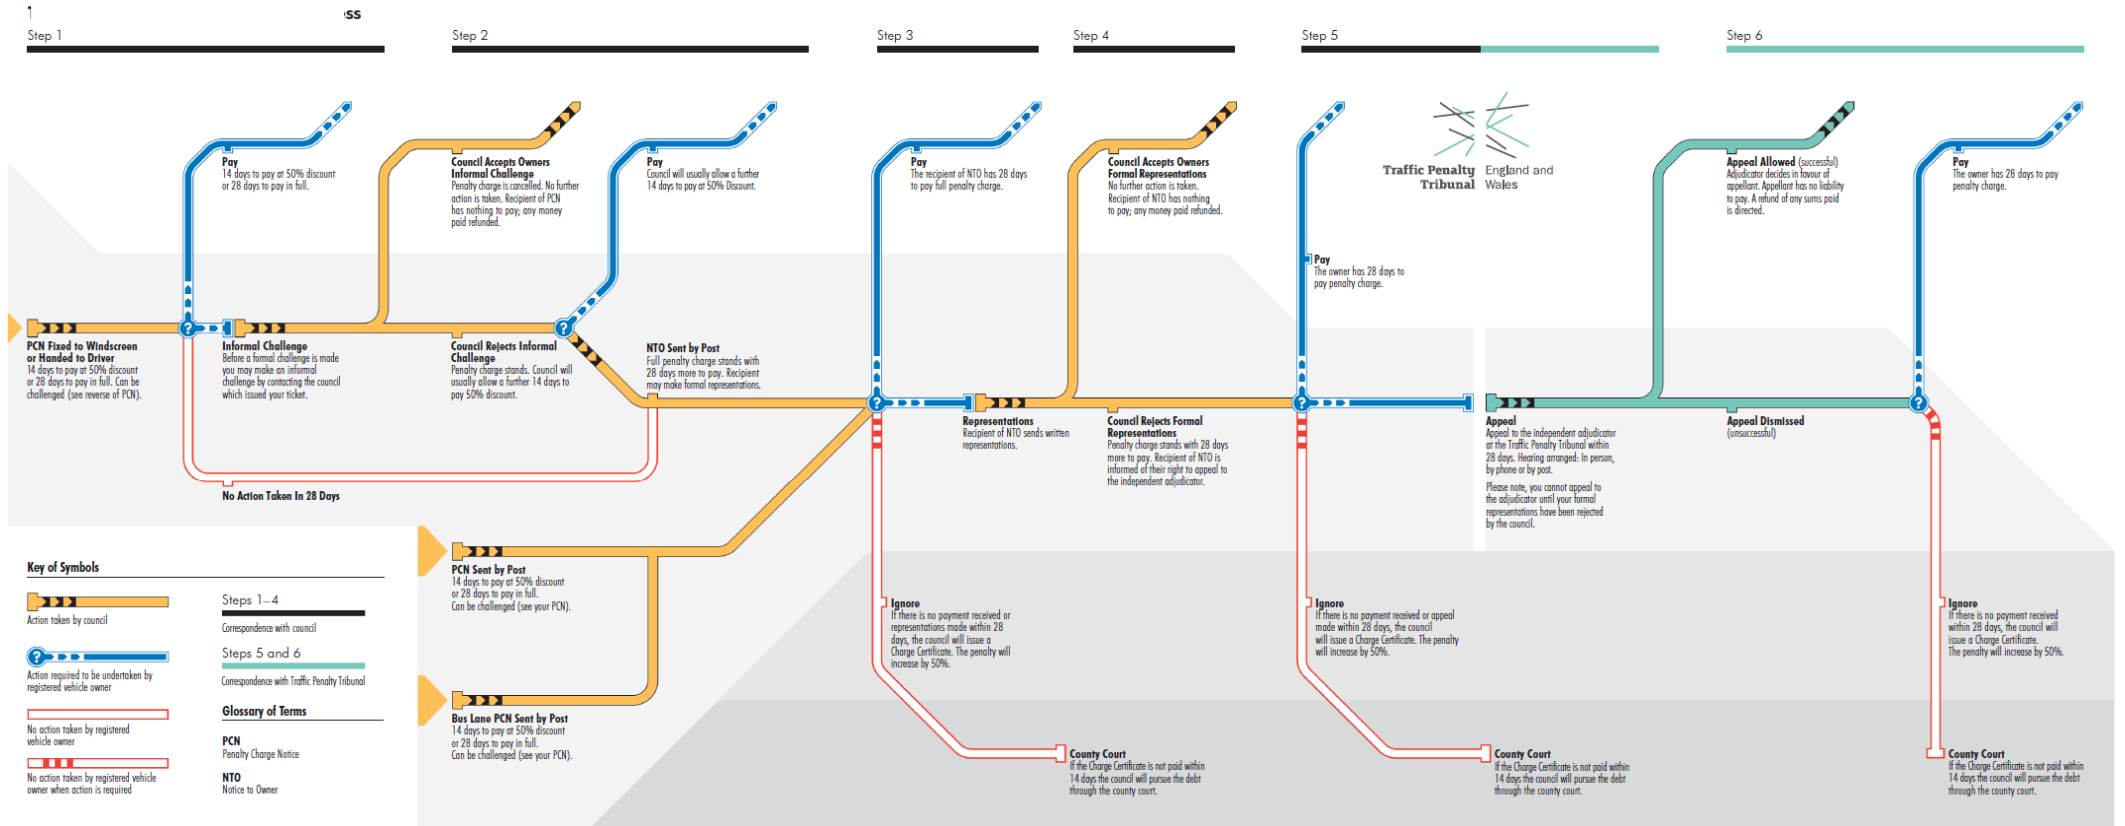 ss
Step 1
Step 2
Step 3
Step 4
Step 5
Step 6
Pay
14 days to pay at 50% discount
or 28 days to pay in full.
Council Accepts Owners
Informal Challenge
Penalty charge is cancelled. No further
action is taken. Recipient of PCN
has nothing to pay; any money
paid refunded.
Pay
Council will usually allow a further
14 days to pay at 50% Discount.
Pay
The recipient of NTO has 28 days
to pay full penalty charge.
Council Accepts Owners
Formal Representations
No further action is taken.
Recipient of NTO has nothing
to pay; any money paid refunded.
Pay
The owner has 28 days to
pay penalty charge.
Traffic Penalty
Tribunal
England and
Wales
Appeal Allowed (successful)
Adjudicator decides in favour of
appellant. Appellant has no liability
to pay. A refund of any sums paid
is directed.
Pay
The owner has 28 days to pay
penalty charge.
?
?
?
?
?
PCN Fixed to Windscreen
or Handed to Driver
14 days to pay at 50% discount
or 28 days to pay in full. Can be
challenged (see reverse of PCN).
Informal Challenge
Before a formal challenge is made
you may make an informal
challenge by contacting the council
which issued your ticket.
Council Rejects Informal
Challenge
Penalty charge stands. Council will
usually allow a further 14 days to
pay 50% discount.
NTO Sent by Post
Full penalty charge stands with
28 days more to pay. Recipient
may make formal representations.
Representations
Recipient of NTO sends written
representations.
Council Rejects Formal
Representations
Penalty charge stands with 28 days
more to pay. Recipient of NTO is
informed of their right to appeal to
the independent adjudicator.
Appeal
Appeal to the independent adjudicator
at the Traffic Penalty Tribunal within
28 days. Hearing arranged: In person,
by phone or by post.
Please note, you cannot appeal to
the adjudicator until your formal
representations have been rejected
by the council.
Appeal Dismissed
(unsuccessful)
No Action Taken In 28 Days
PCN Sent by Post
14 days to pay at 50% discount
or 28 days to pay in full.
Can be challenged (see your PCN).
Bus Lane PCN Sent by Post
14 days to pay at 50% discount
or 28 days to pay in full.
Can be challenged (see your PCN).
Ignore
If there is no payment received or
representations made within 28
days, the council will issue a
Charge Certificate. The penalty will
increase by 50%.
Ignore
If there is no payment received or appeal
made within 28 days, the council
will issue a Charge Certificate. The penalty
will increase by 50%.
Ignore
If there is no payment received
within 28 days, the council will
issue a Charge Certificate.
The penalty will increase by 50%.
County Court
If the Charge Certificate is not paid within
14 days the council will pursue the debt
through the county court.
County Court
If the Charge Certificate is not paid within
14 days the council will pursue the debt
through the county court.
County Court
If the Charge Certificate is not paid within
14 days the council will pursue the debt
through the county court.
Key of Symbols
Action taken by council
?
Action required to be undertaken by
registered vehicle owner
No action taken by registered
vehicle owner
No action taken by registered vehicle
owner when action is required
Steps 1–4
Correspondence with council
Steps 5 and 6
Correspondence with Traffic Penalty Tribunal
Glossary of Terms
PCN
Penalty Charge Notice
NTO
Notice to Owner